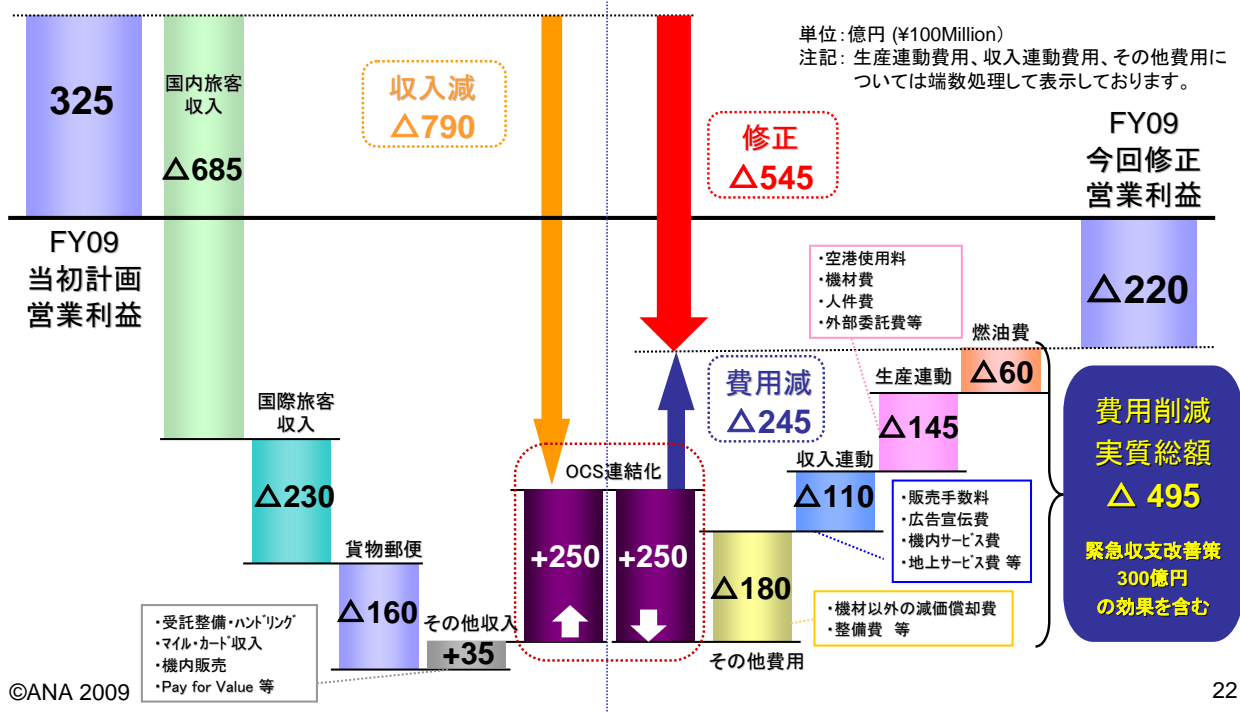 単位：億円 (¥100Million）
注記： 生産連動費用、収入連動費用、その他費用に
ついては端数処理して表示しております。
325
FY09
当初計画
営業利益
国内旅客
収入
△685
収入減
△790
修正
△545
FY09
今回修正
営業利益
△220
・空港使用料
・機材費
・人件費
・外部委託費等
燃油費
△60
生産連動
△145
費用減
△245
収入連動
△110
国際旅客
収入
△230
OCS連結化
+250
+250
・販売手数料
・広告宣伝費
・機内サービス費
・地上サービス費 等
費用削減
実質総額
△ 495
緊急収支改善策
300億円
の効果を含む
貨物郵便
△160
その他収入
+35
△180
その他費用
・機材以外の減価償却費
・整備費 等
・受託整備・ハンドリング
・マイル・カード収入
・機内販売
・Pay for Value 等
©ANA 2009
22